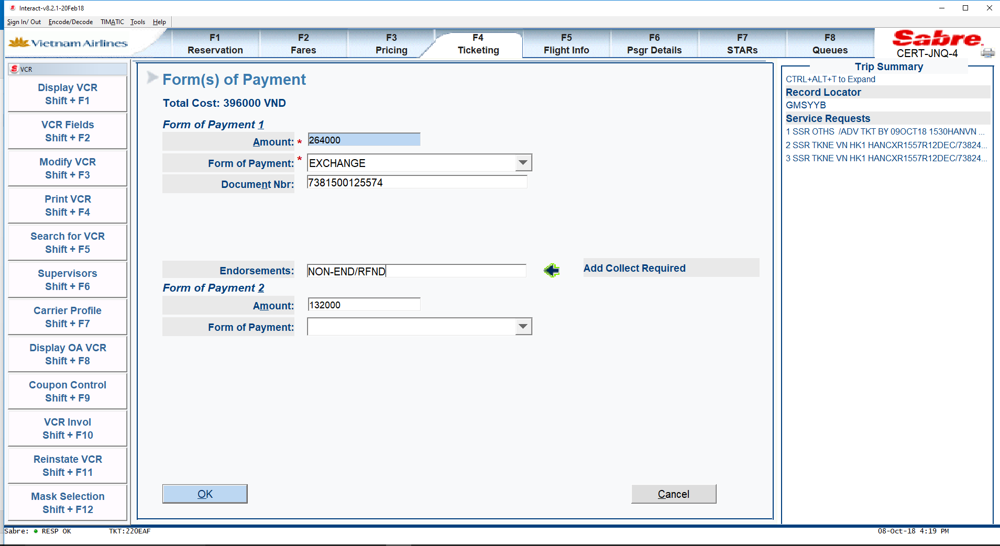 Interact-v8.2.1-20Feb18
Sign In/ Out Encode/Decode TIMATIC Tools Help
Vietnam Airlines
F1
Reservation
F2
Fares
F3
Pricing
F4
Ticketing
F5
Flight Info
F6
Psgr Details
F7
STARs
F8
Queues
Sabre.
CERT-JNQ-4
VCR
Display VCR
Shift + F1
VCR Fields
Shift + F2
Modify VCR
Shift + F3
Print VCR
Shift + F4
Search for VCR
Shift + F5
Supervisors
Shift + F6
Carrier Profile
Shift + F7
Display OA VCR
Shift + F8
Coupon Control
Shift + F9
VCR Invol
Shift + F10
Reinstate VCR
Shift + F11
Mask Selection
Shift + F12
Form(s) of Payment
Total Cost: 396000 VND
Form of Payment 1
Amount: * 264000
Form of Payment: * EXCHANGE
Document Nbr: 7381500125574
Endorsements: NON-END/RFND
Add Collect Required
Form of Payment 2
Amount: 132000
Form of Payment:
OK
Cancel
Trip Summary
CTRL+ALT+T to Expand
Record Locator
GMSYYB
Service Requests
1 SSR OTHS /ADV TKT BY 09OCT18 1530HANVN ...
2 SSR TKNE VN HK1 HANCXR1557R12DEC/73824...
3 SSR TKNE VN HK1 HANCXR1557R12DEC/73824...
Sabre: RESP OK TKT:220EAF 08-Oct-18 4:19 PM